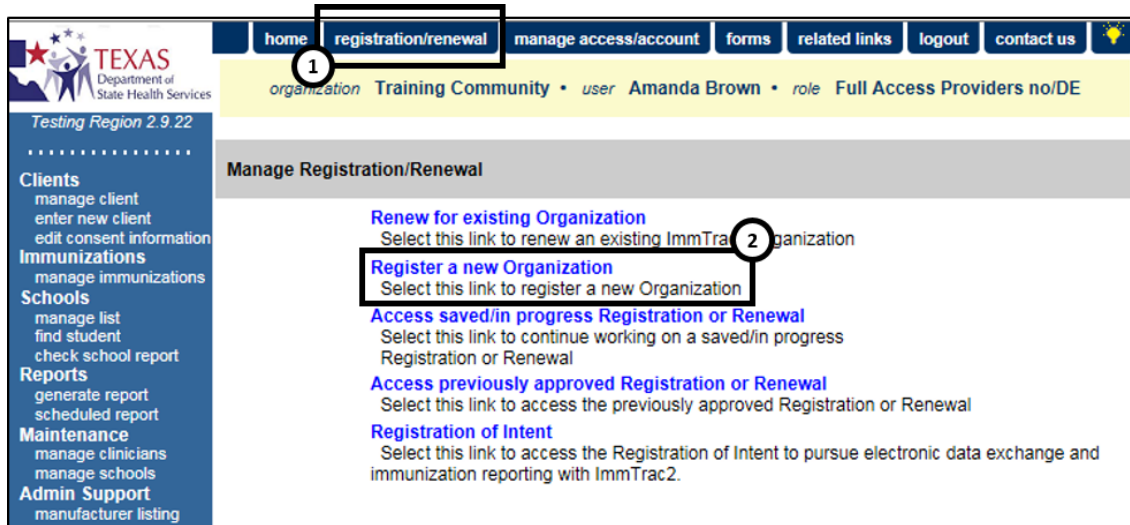 home registration/renewal manage access/account forms related links logout contact us
1
TEXAS
Department of
State Health Services
organization Training Community • user Amanda Brown • role Full Access Providers no/DE
Testing Region 2.9.22
Clients
manage client
enter new client
edit consent information
Immunizations
manage immunizations
Schools
manage list
find student
check school report
Reports
generate report
scheduled report
Maintenance
manage clinicians
manage schools
Admin Support
manufacturer listing
Manage Registration/Renewal
Renew for existing Organization
Select this link to renew an existing ganization
2
Register a new Organization
Select this link to register a new Organization
Access saved/in progress Registration or Renewal
Select this link to continue working on a saved/in progress
Registration or Renewal
Access previously approved Registration or Renewal
Select this link to access the previously approved Registration or Renewal
Registration of Intent
Select this link to access the Registration of Intent to pursue electronic data exchange and
immunization reporting with ImmTrac2.